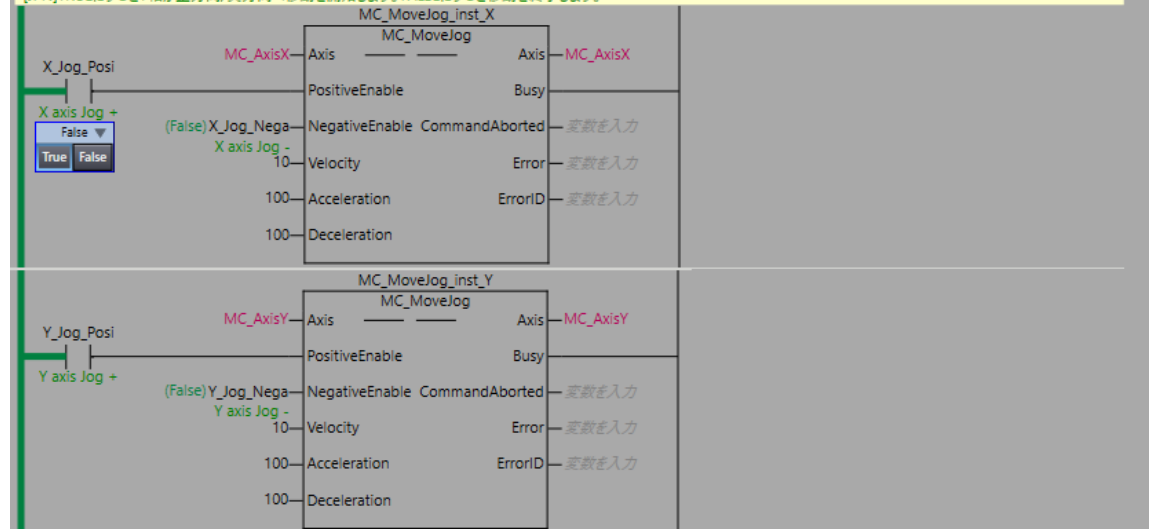 MC_MoveJog_inst_X
MC_MoveJog
MC_AxisX Axis Axis MC_AxisX
X_Jog_Posi
PositiveEnable Busy
X axis Jog +
False ▼
True False
(False) X_Jog_Nega NegativeEnable CommandAborted 変数を入力
X axis Jog -
10 Velocity Error 変数を入力
100 Acceleration ErrorID 変数を入力
100 Deceleration
MC_MoveJog_inst_Y
MC_MoveJog
MC_AxisY Axis Axis MC_AxisY
Y_Jog_Posi
PositiveEnable Busy
Y axis Jog +
(False) Y_Jog_Nega NegativeEnable CommandAborted 変数を入力
Y axis Jog -
10 Velocity Error 変数を入力
100 Acceleration ErrorID 変数を入力
100 Deceleration